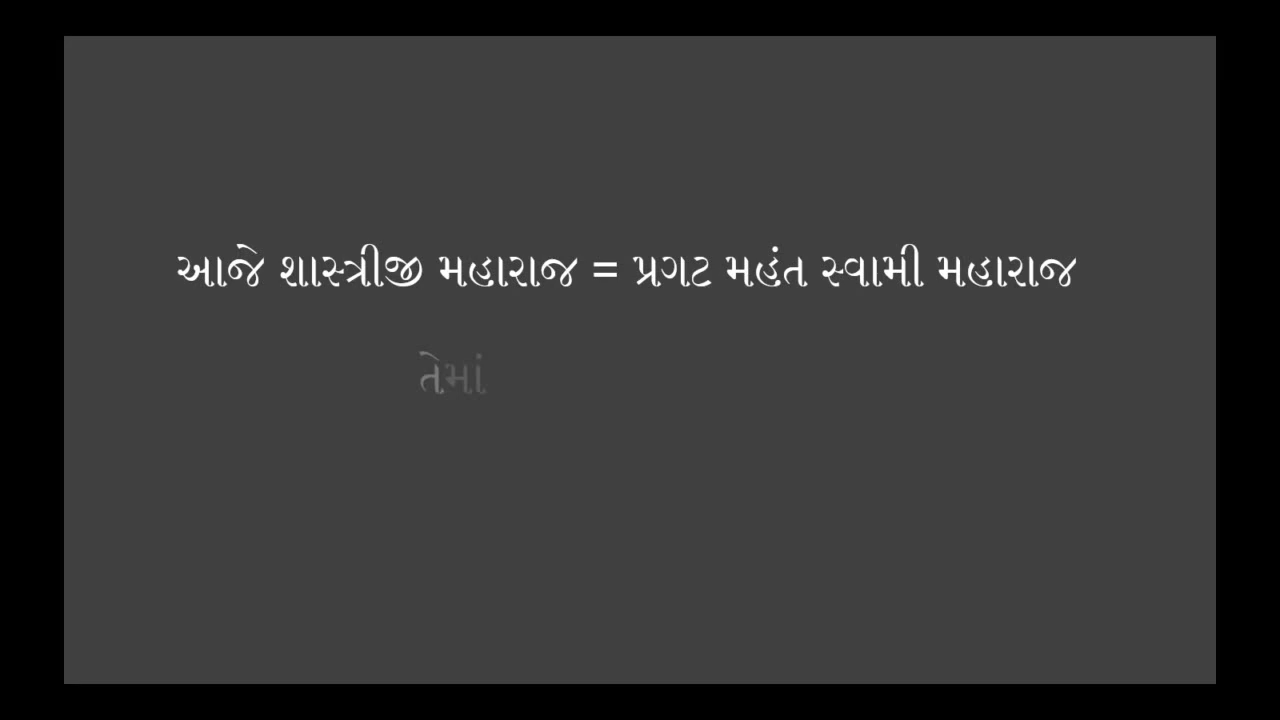 આજે શાસ્ત્રીજી મહારાજ = પ્રગટ મહંત સ્વામી મહારાજ
તેમાં